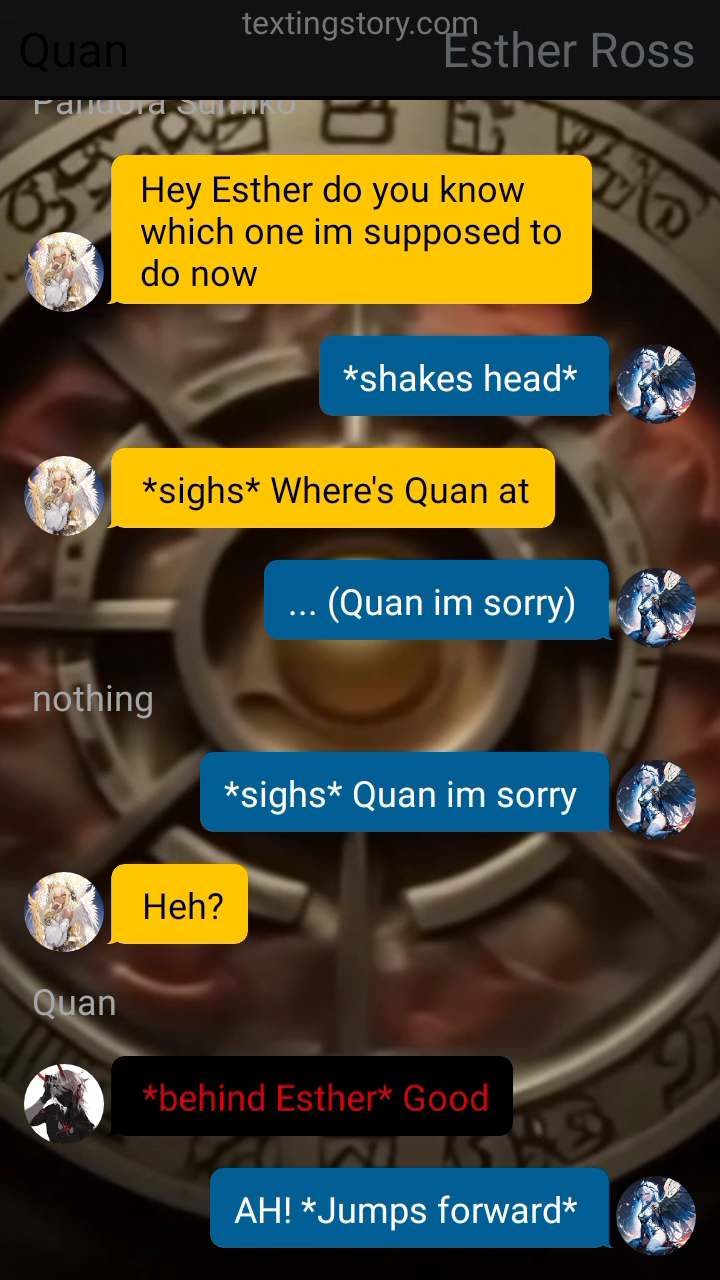 textingstory.com
Quan
Esther Ross
Pandora Sumiko
Hey Esther do you know
which one im supposed to
do now
*shakes head*
*sighs* Where's Quan at
... (Quan im sorry)
nothing
*sighs* Quan im sorry
Heh?
Quan
*behind Esther* Good
AH! *Jumps forward*